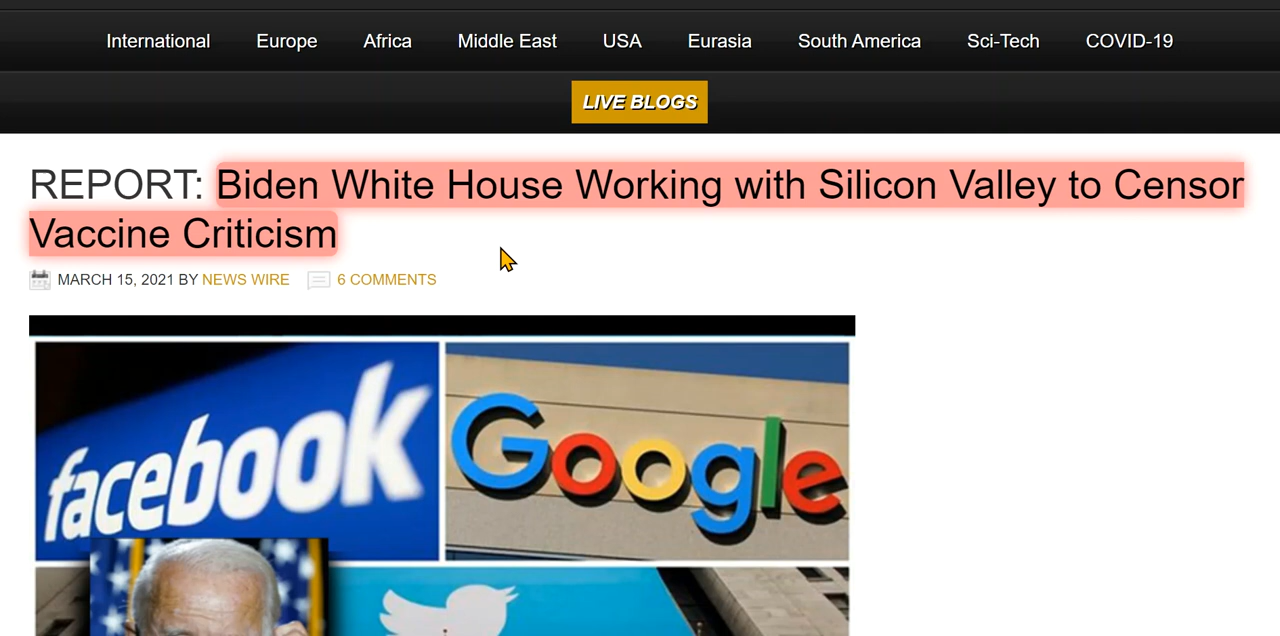 International Europe Africa Middle East USA Eurasia South America Sci-Tech COVID-19
LIVE BLOGS
REPORT: Biden White House Working with Silicon Valley to Censor
Vaccine Criticism
MARCH 15, 2021 BY NEWS WIRE 6 COMMENTS
facebook
Google